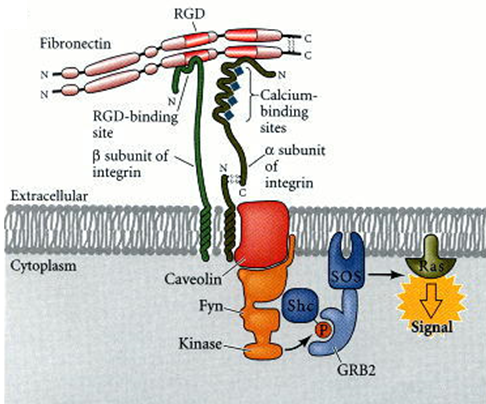 RGD
Fibronectin
C
C
N
N
N
N
RGD-binding
site
Calcium-
binding
sites
β subunit of
integrin
α subunit
of
integrin
N
C
Extracellular
Cytoplasm
Caveolin
SOS
Ras
Fyn
Shc
P
Signal
Kinase
GRB2